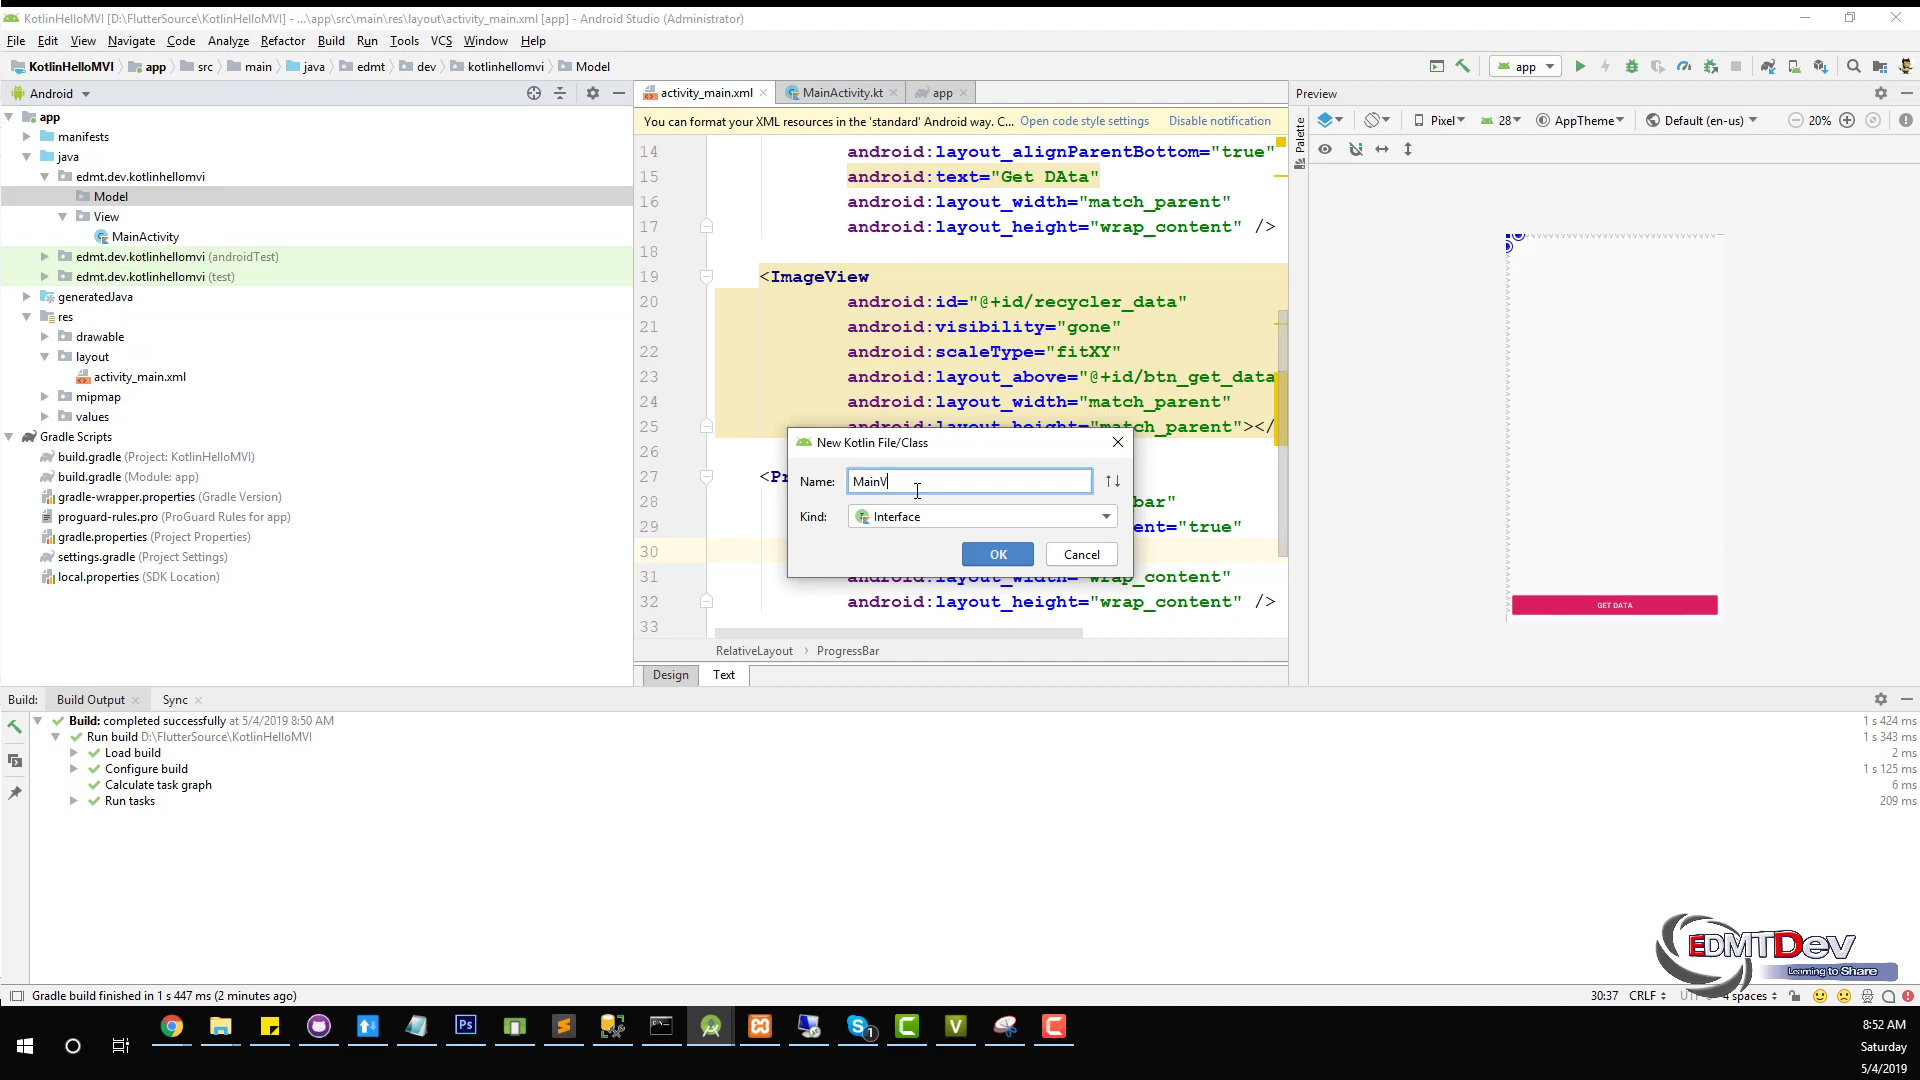 KotlinHelloMVI [D:\FlutterSource\KotlinHelloMVI] - ...\app\src\main\res\layout\activity_main.xml [app] - Android Studio (Administrator)
File Edit View Navigate Code Analyze Refactor Build Run Tools VCS Window Help
KotlinHelloMVI app src main java edmt dev kotlinhellomvi Model app
Android activity_main.xml MainActivity.kt app Preview
You can format your XML resources in the 'standard' Android way. C... Open code style settings Disable notification
Palette
Pixel 28 AppTheme Default (en-us) 20%
app
manifests
java
edmt.dev.kotlinhellomvi
Model
View
MainActivity
edmt.dev.kotlinhellomvi (androidTest)
edmt.dev.kotlinhellomvi (test)
generatedJava
res
drawable
layout
activity_main.xml
mipmap
values
Gradle Scripts
build.gradle (Project: KotlinHelloMVI)
build.gradle (Module: app)
gradle-wrapper.properties (Gradle Version)
proguard-rules.pro (ProGuard Rules for app)
gradle.properties (Project Properties)
settings.gradle (Project Settings)
local.properties (SDK Location)
14 android:layout_alignParentBottom="true"
15 android:text="Get DAta"
16 android:layout_width="match_parent"
17 android:layout_height="wrap_content" />
18
19 <ImageView
20 android:id="@+id/recycler_data"
21 android:visibility="gone"
22 android:scaleType="fitXY"
23 android:layout_above="@+id/btn_get_data
24 android:layout_width="match_parent"
25 android:layout_height="match_parent"></
26
27 <Pr
28 bar"
29 ent="true"
30
31 android:layout_width="wrap_content"
32 android:layout_height="wrap_content" />
33
New Kotlin File/Class
Name: MainV
Kind: Interface
OK Cancel
GET DATA
RelativeLayout ProgressBar
Design Text
Build: Build Output Sync
Build: completed successfully at 5/4/2019 8:50 AM 1 s 424 ms
Run build D:\FlutterSource\KotlinHelloMVI 1 s 343 ms
Load build 2 ms
Configure build 1 s 125 ms
Calculate task graph 6 ms
Run tasks 209 ms
EDMTDev
Learning to Share
Gradle build finished in 1 s 447 ms (2 minutes ago) 30:37 CRLF 4 spaces
Ps
1
V
8:52 AM
Saturday
5/4/2019